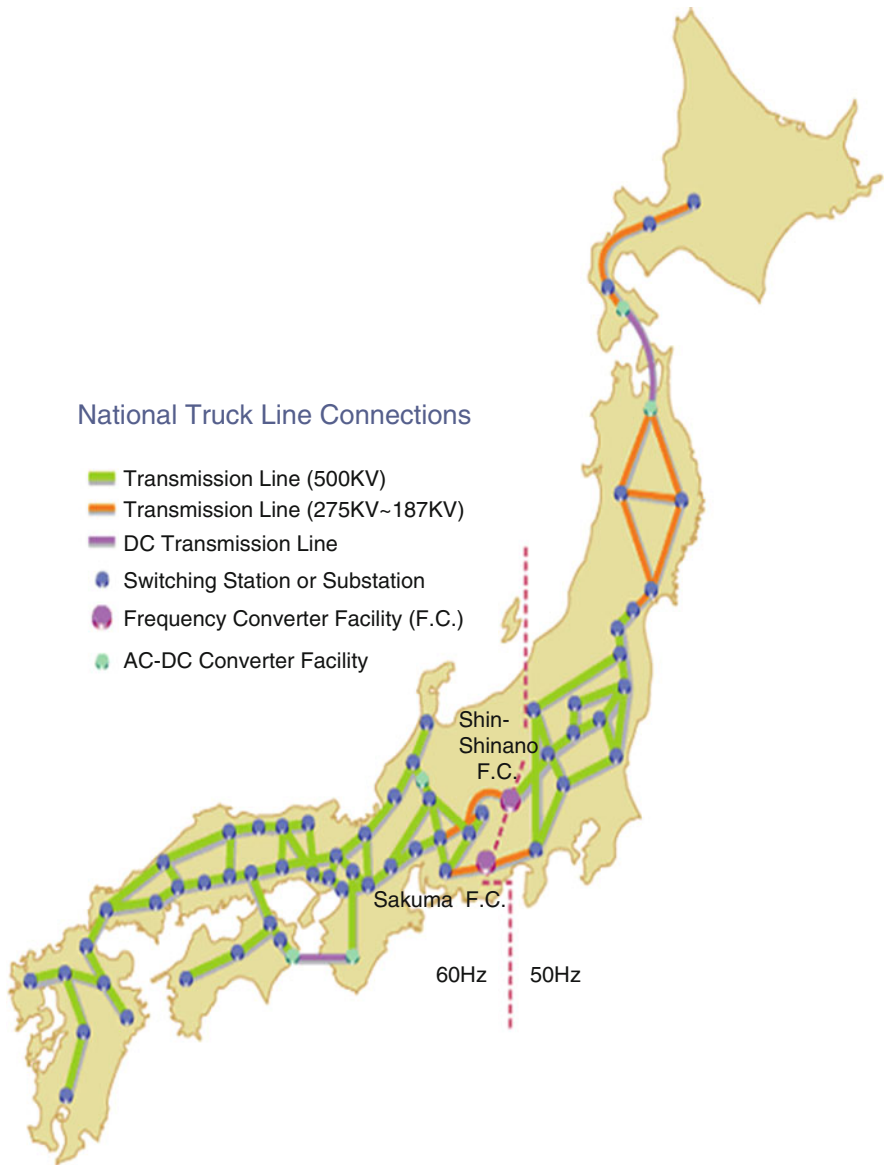 National Truck Line Connections
Transmission Line (500KV)
Transmission Line (275KV~187KV)
DC Transmission Line
Switching Station or Substation
Frequency Converter Facility (F.C.)
AC-DC Converter Facility
Shin-
Shinano
F.C.
Sakuma F.C.
60Hz
50Hz